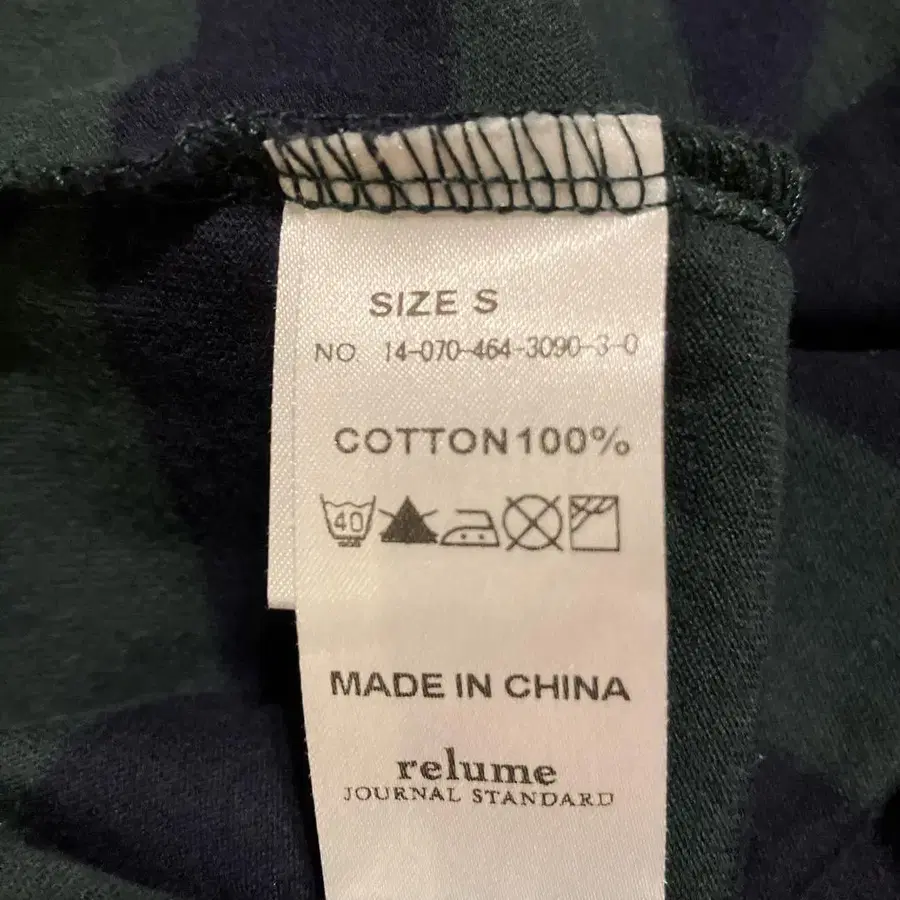 SIZE S
NO 14-070-464-3090-3-0
COTTON100%
40
MADE IN CHINA
relume
JOURNAL STANDARD